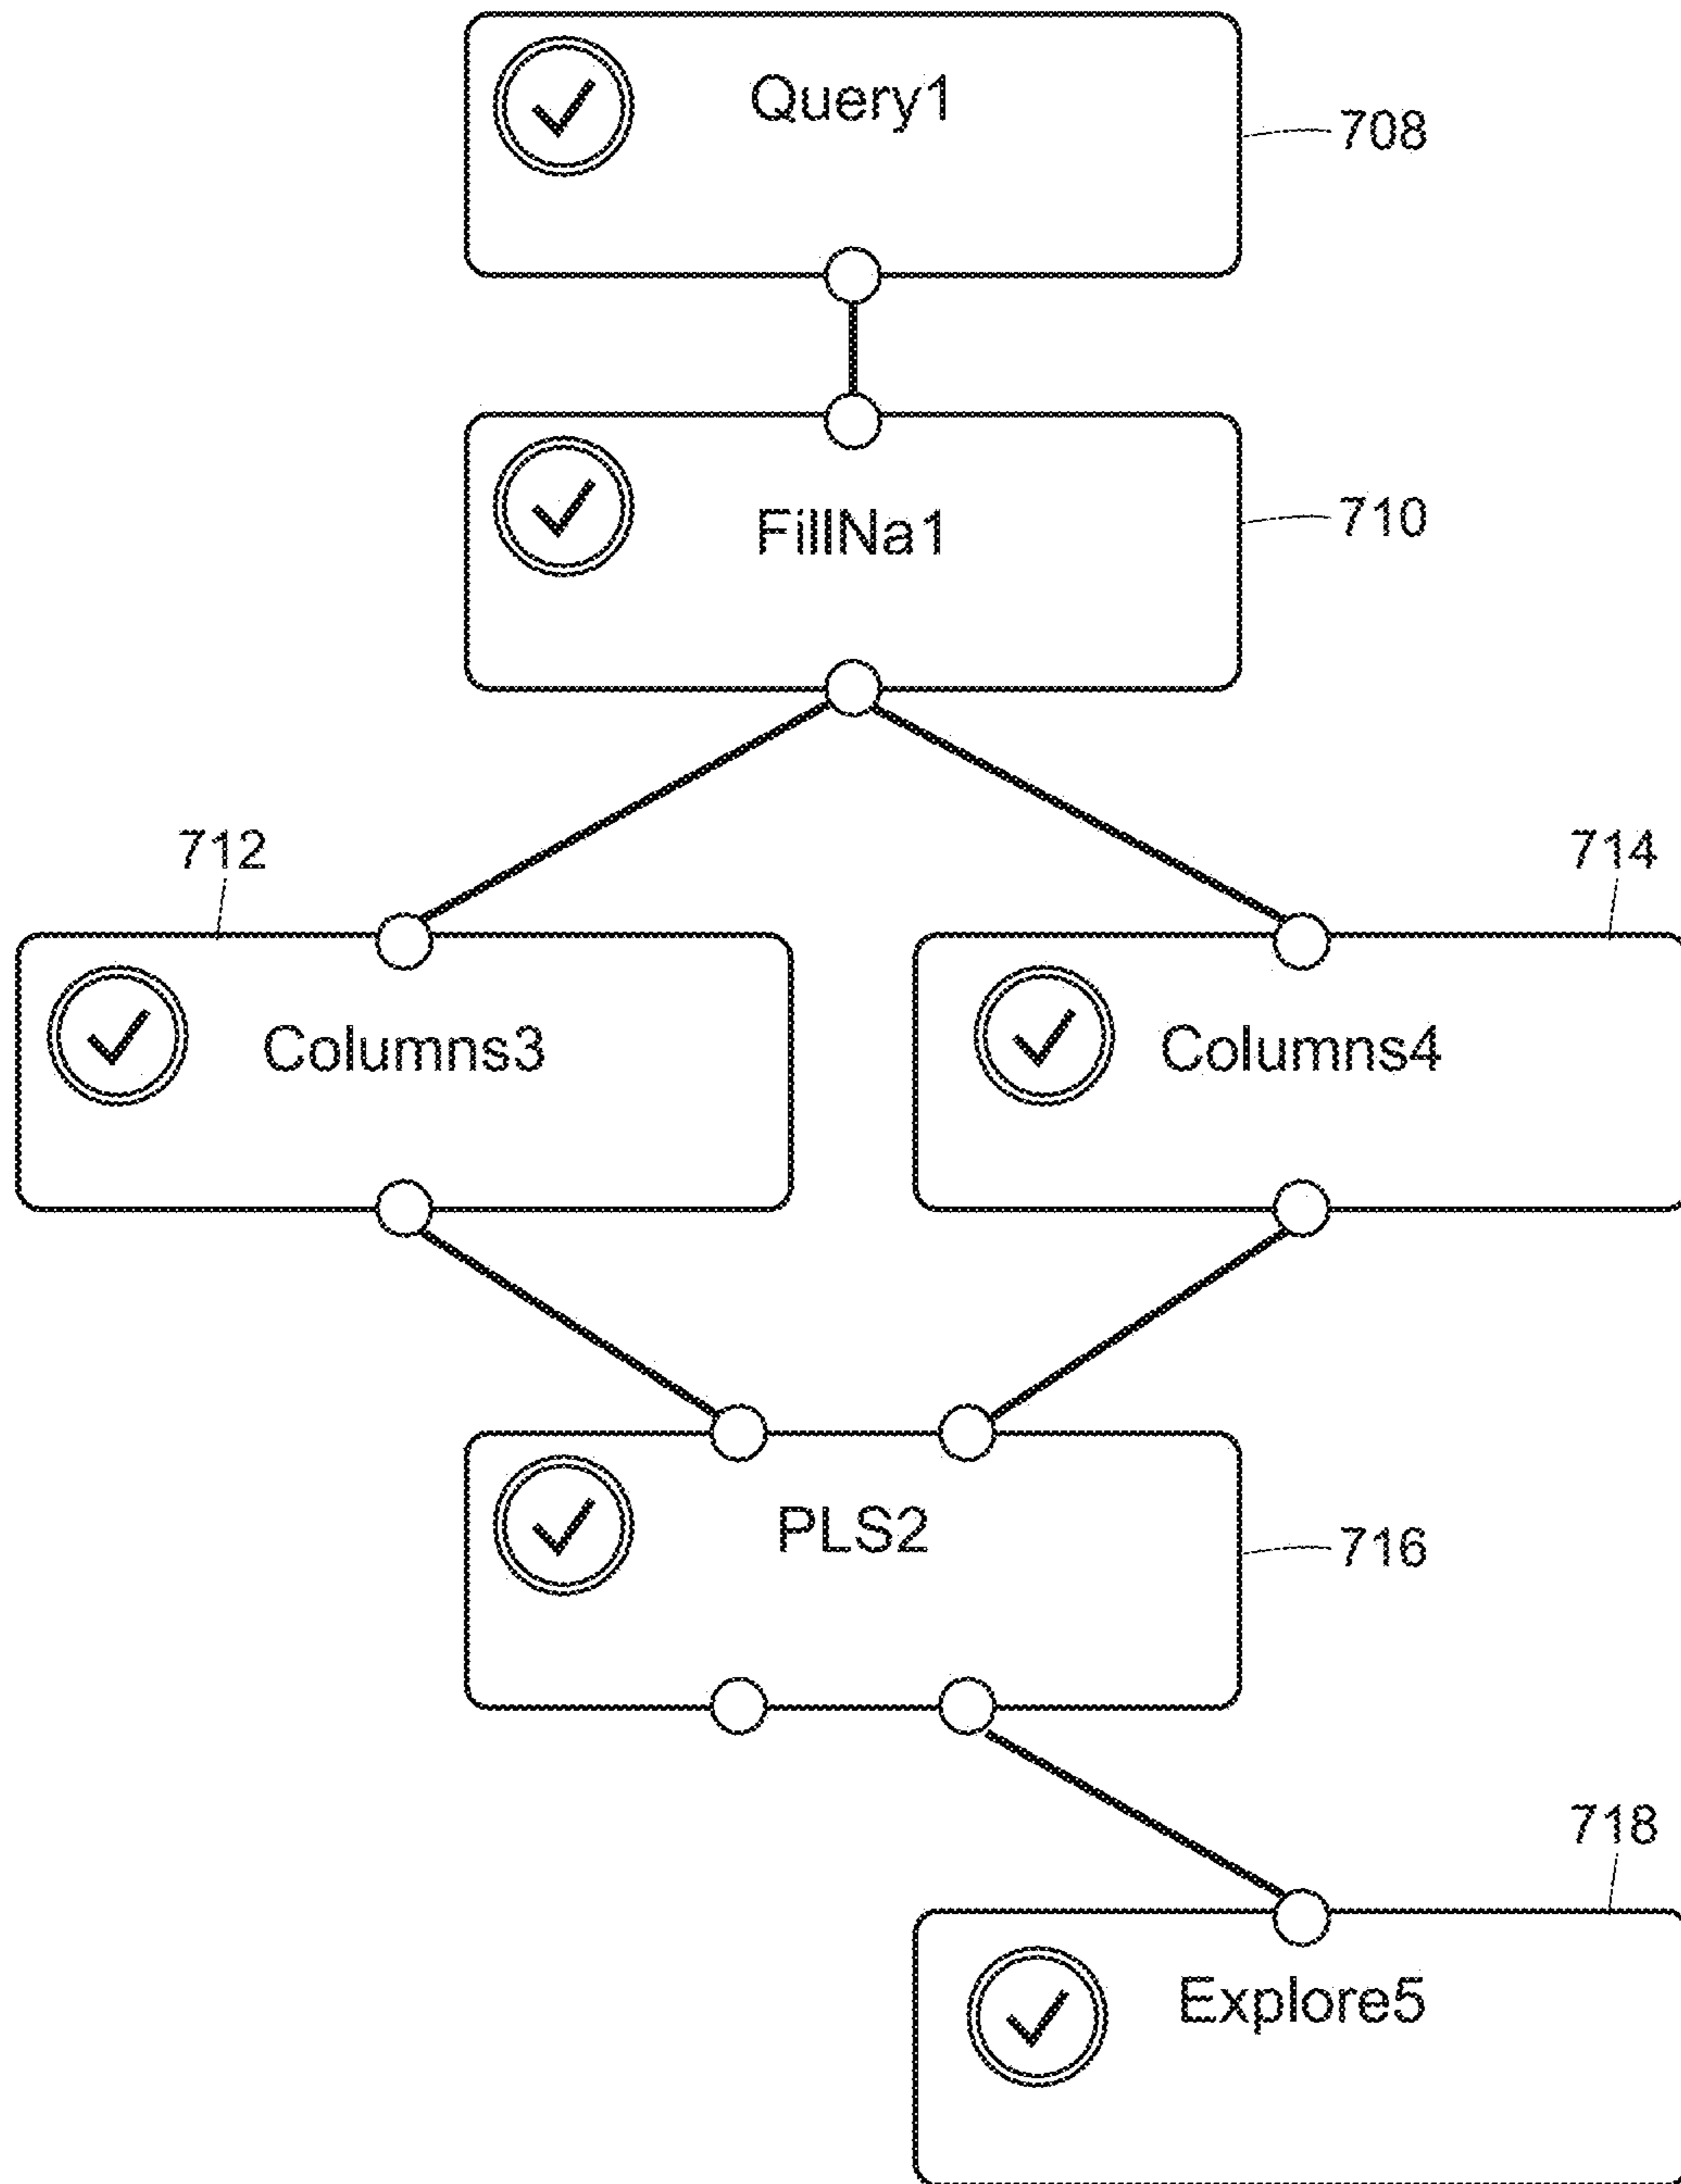 Query1
708
FillNa1
710
712
714
Columns3
Columns4
PLS2
716
718
Explore5